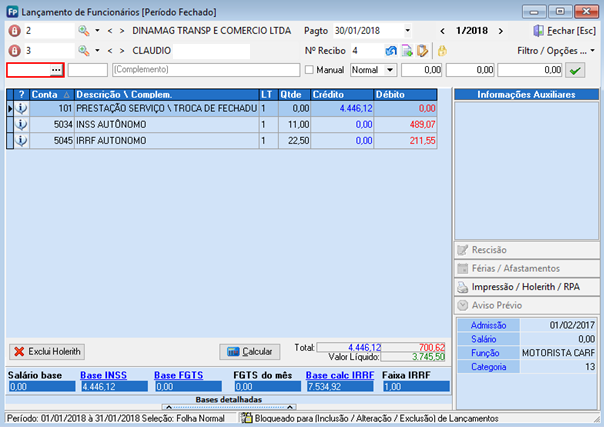 Fp Lançamento de Funcionários [Período Fechado]
2 < > DINAMAG TRANSP E COMERCIO LTDA Pagto 30/01/2018 < 1/2018 > Fechar [Esc]
3 < > CLAUDIO Nº Recibo 4 Filtro / Opções ...
... (Complemento) Manual Normal 0,00 0,00 0,00
? Conta Descrição \ Complem. LT Qtde Crédito Débito
101 PRESTAÇÃO SERVIÇO \ TROCA DE FECHADU 1 0,00 4.446,12 0,00
5034 INSS AUTÔNOMO 1 11,00 0,00 489,07
5045 IRRF AUTONOMO 1 22,50 0,00 211,55
Informações Auxiliares
Rescisão
Férias / Afastamentos
Impressão / Holerith / RPA
Aviso Prévio
Exclui Holerith Calcular Total: 4.446,12 700,62
Valor Líquido: 3.745,50
Salário base Base INSS Base FGTS FGTS do mês Base calc IRRF Faixa IRRF
0,00 4.446,12 0,00 0,00 7.534,92 1,00
Bases detalhadas
Admissão 01/02/2017
Salário 0,00
Função MOTORISTA CARF
Categoria 13
Período: 01/01/2018 à 31/01/2018 Seleção: Folha Normal Bloqueado para (Inclusão / Alteração / Exclusão) de Lançamentos